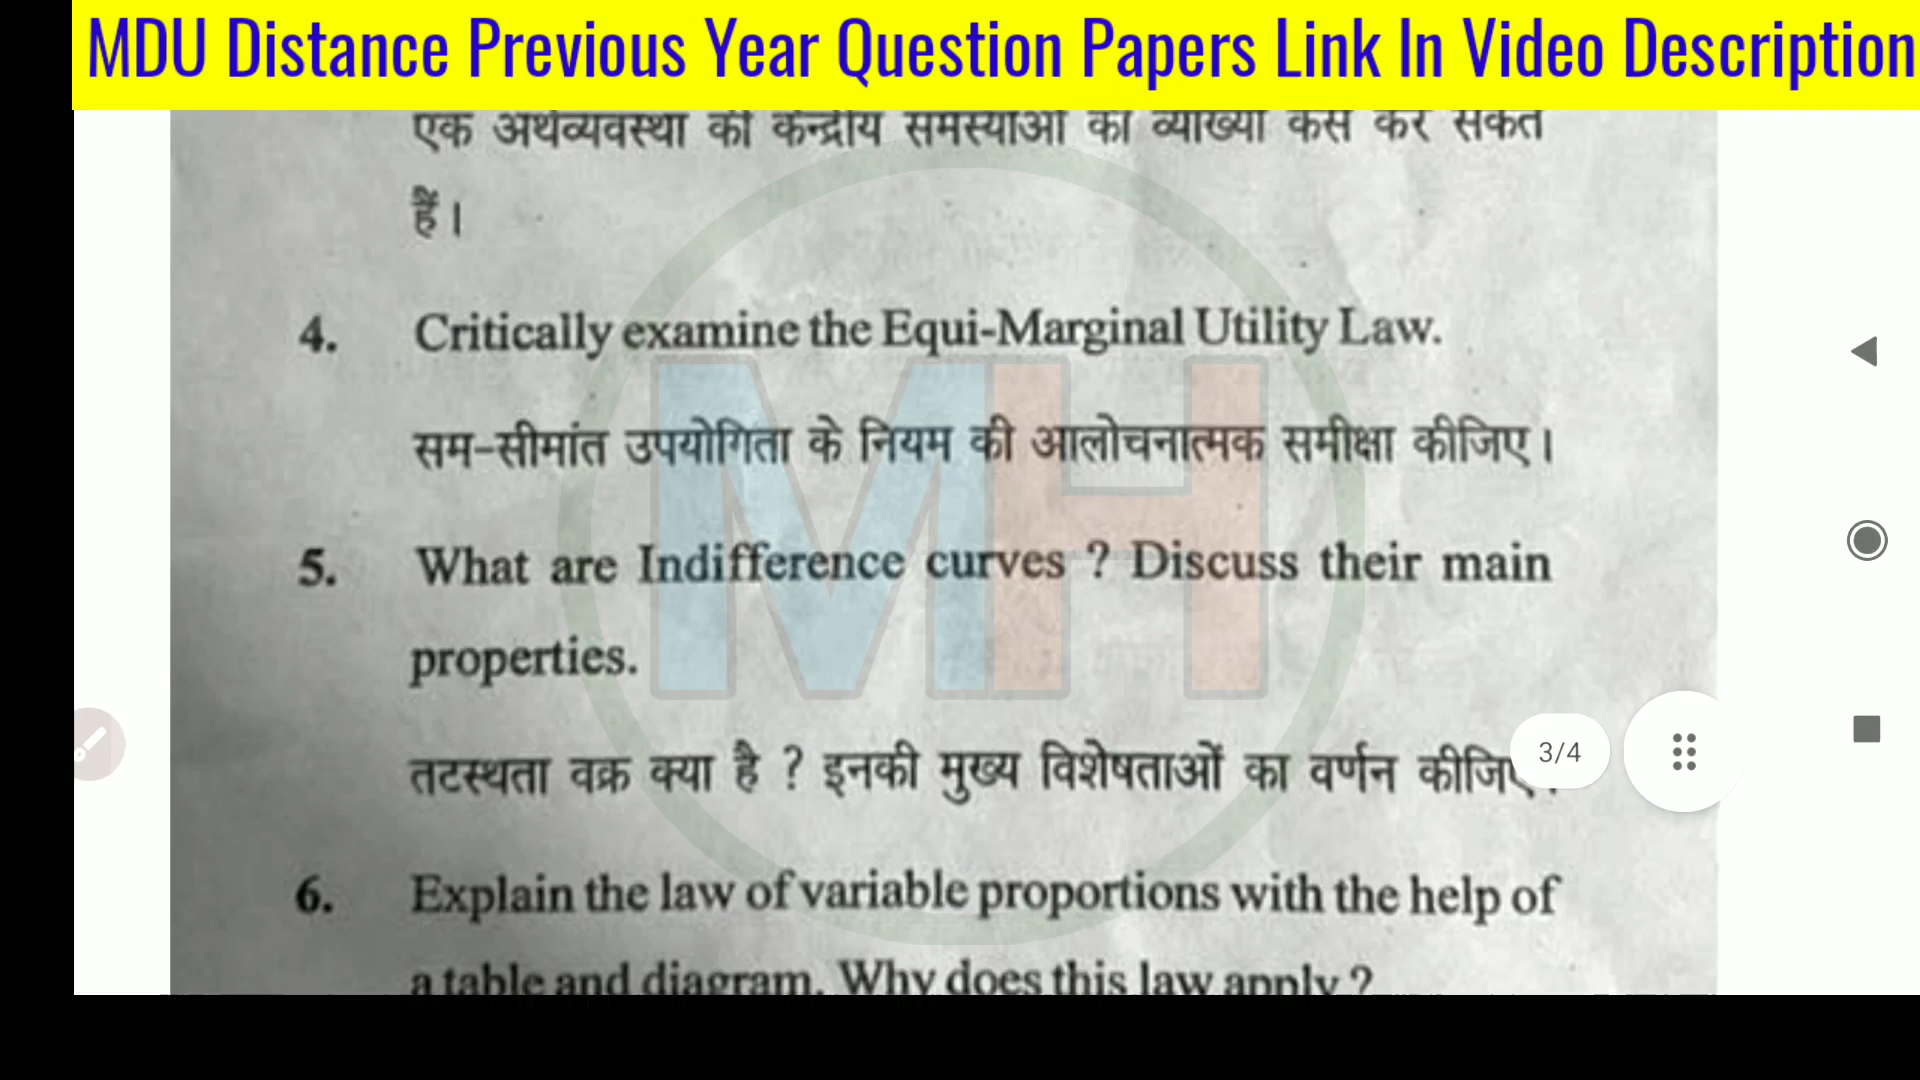 MDU Distance Previous Year Question Papers Link In Video Description
एक अर्थव्यवस्था की केन्द्रीय समस्याओं की व्याख्या कैसे कर सकते
हैं।
4. Critically examine the Equi-Marginal Utility Law.
सम-सीमांत उपयोगिता के नियम की आलोचनात्मक समीक्षा कीजिए।
5. What are Indifference curves ? Discuss their main
properties.
तटस्थता वक्र क्या है ? इनकी मुख्य विशेषताओं का वर्णन कीजिए।
3/4
6. Explain the law of variable proportions with the help of
a table and diagram. Why does this law apply ?
MH